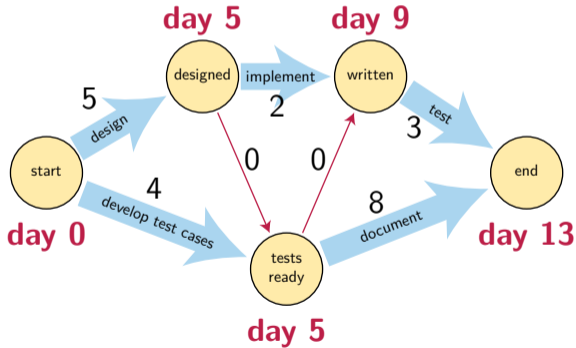 day 5
day 9
designed
implement
written
5
2
design
test
3
0
0
start
end
4
8
develop test cases
document
day 0
day 13
tests
ready
day 5